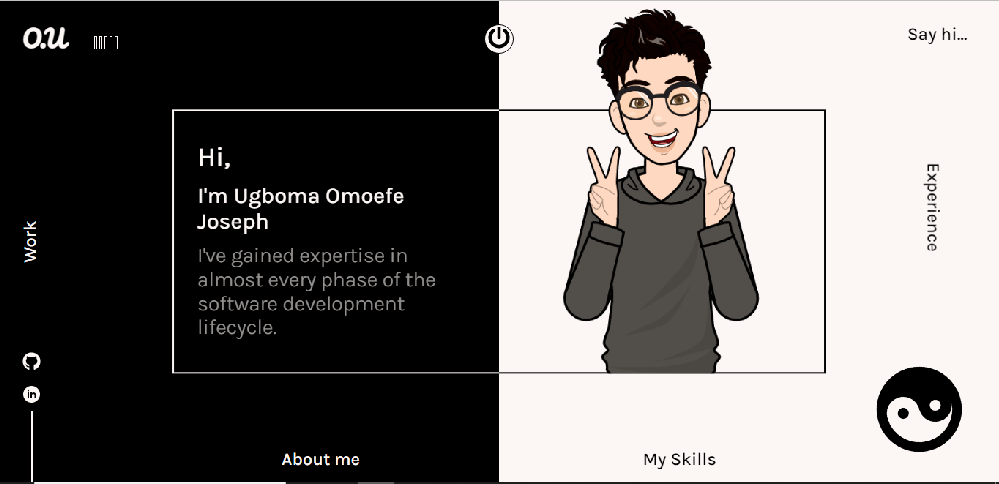 O.U
Say hi...
Hi,
I'm Ugboma Omoefe
Joseph
I've gained expertise in
almost every phase of the
software development
lifecycle.
Work
Experience
in
About me
My Skills